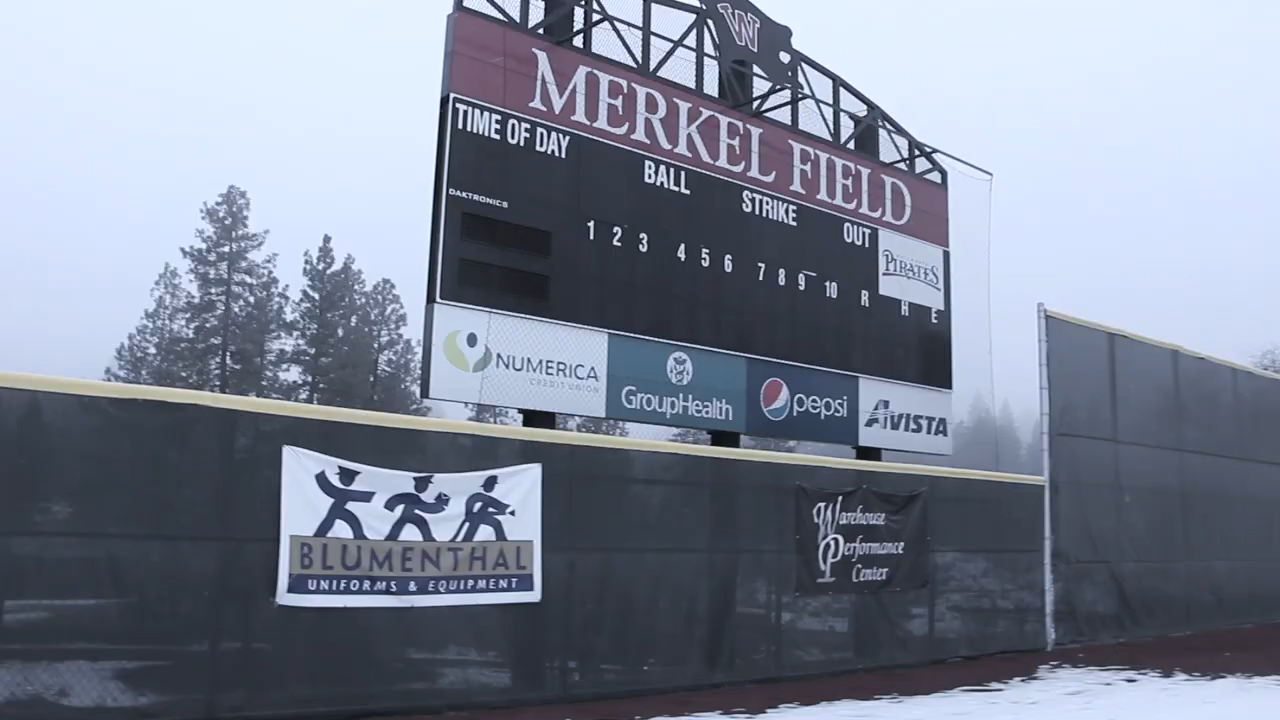 W
MERKEL FIELD
TIME OF DAY
BALL
STRIKE
OUT
DAKTRONICS
1 2 3 4 5 6 7 8 9 10 R H E
PIRATES
NUMERICA
CREDIT UNION
GroupHealth
pepsi
AVISTA
BLUMENTHAL
UNIFORMS & EQUIPMENT
Warehouse
Performance
Center